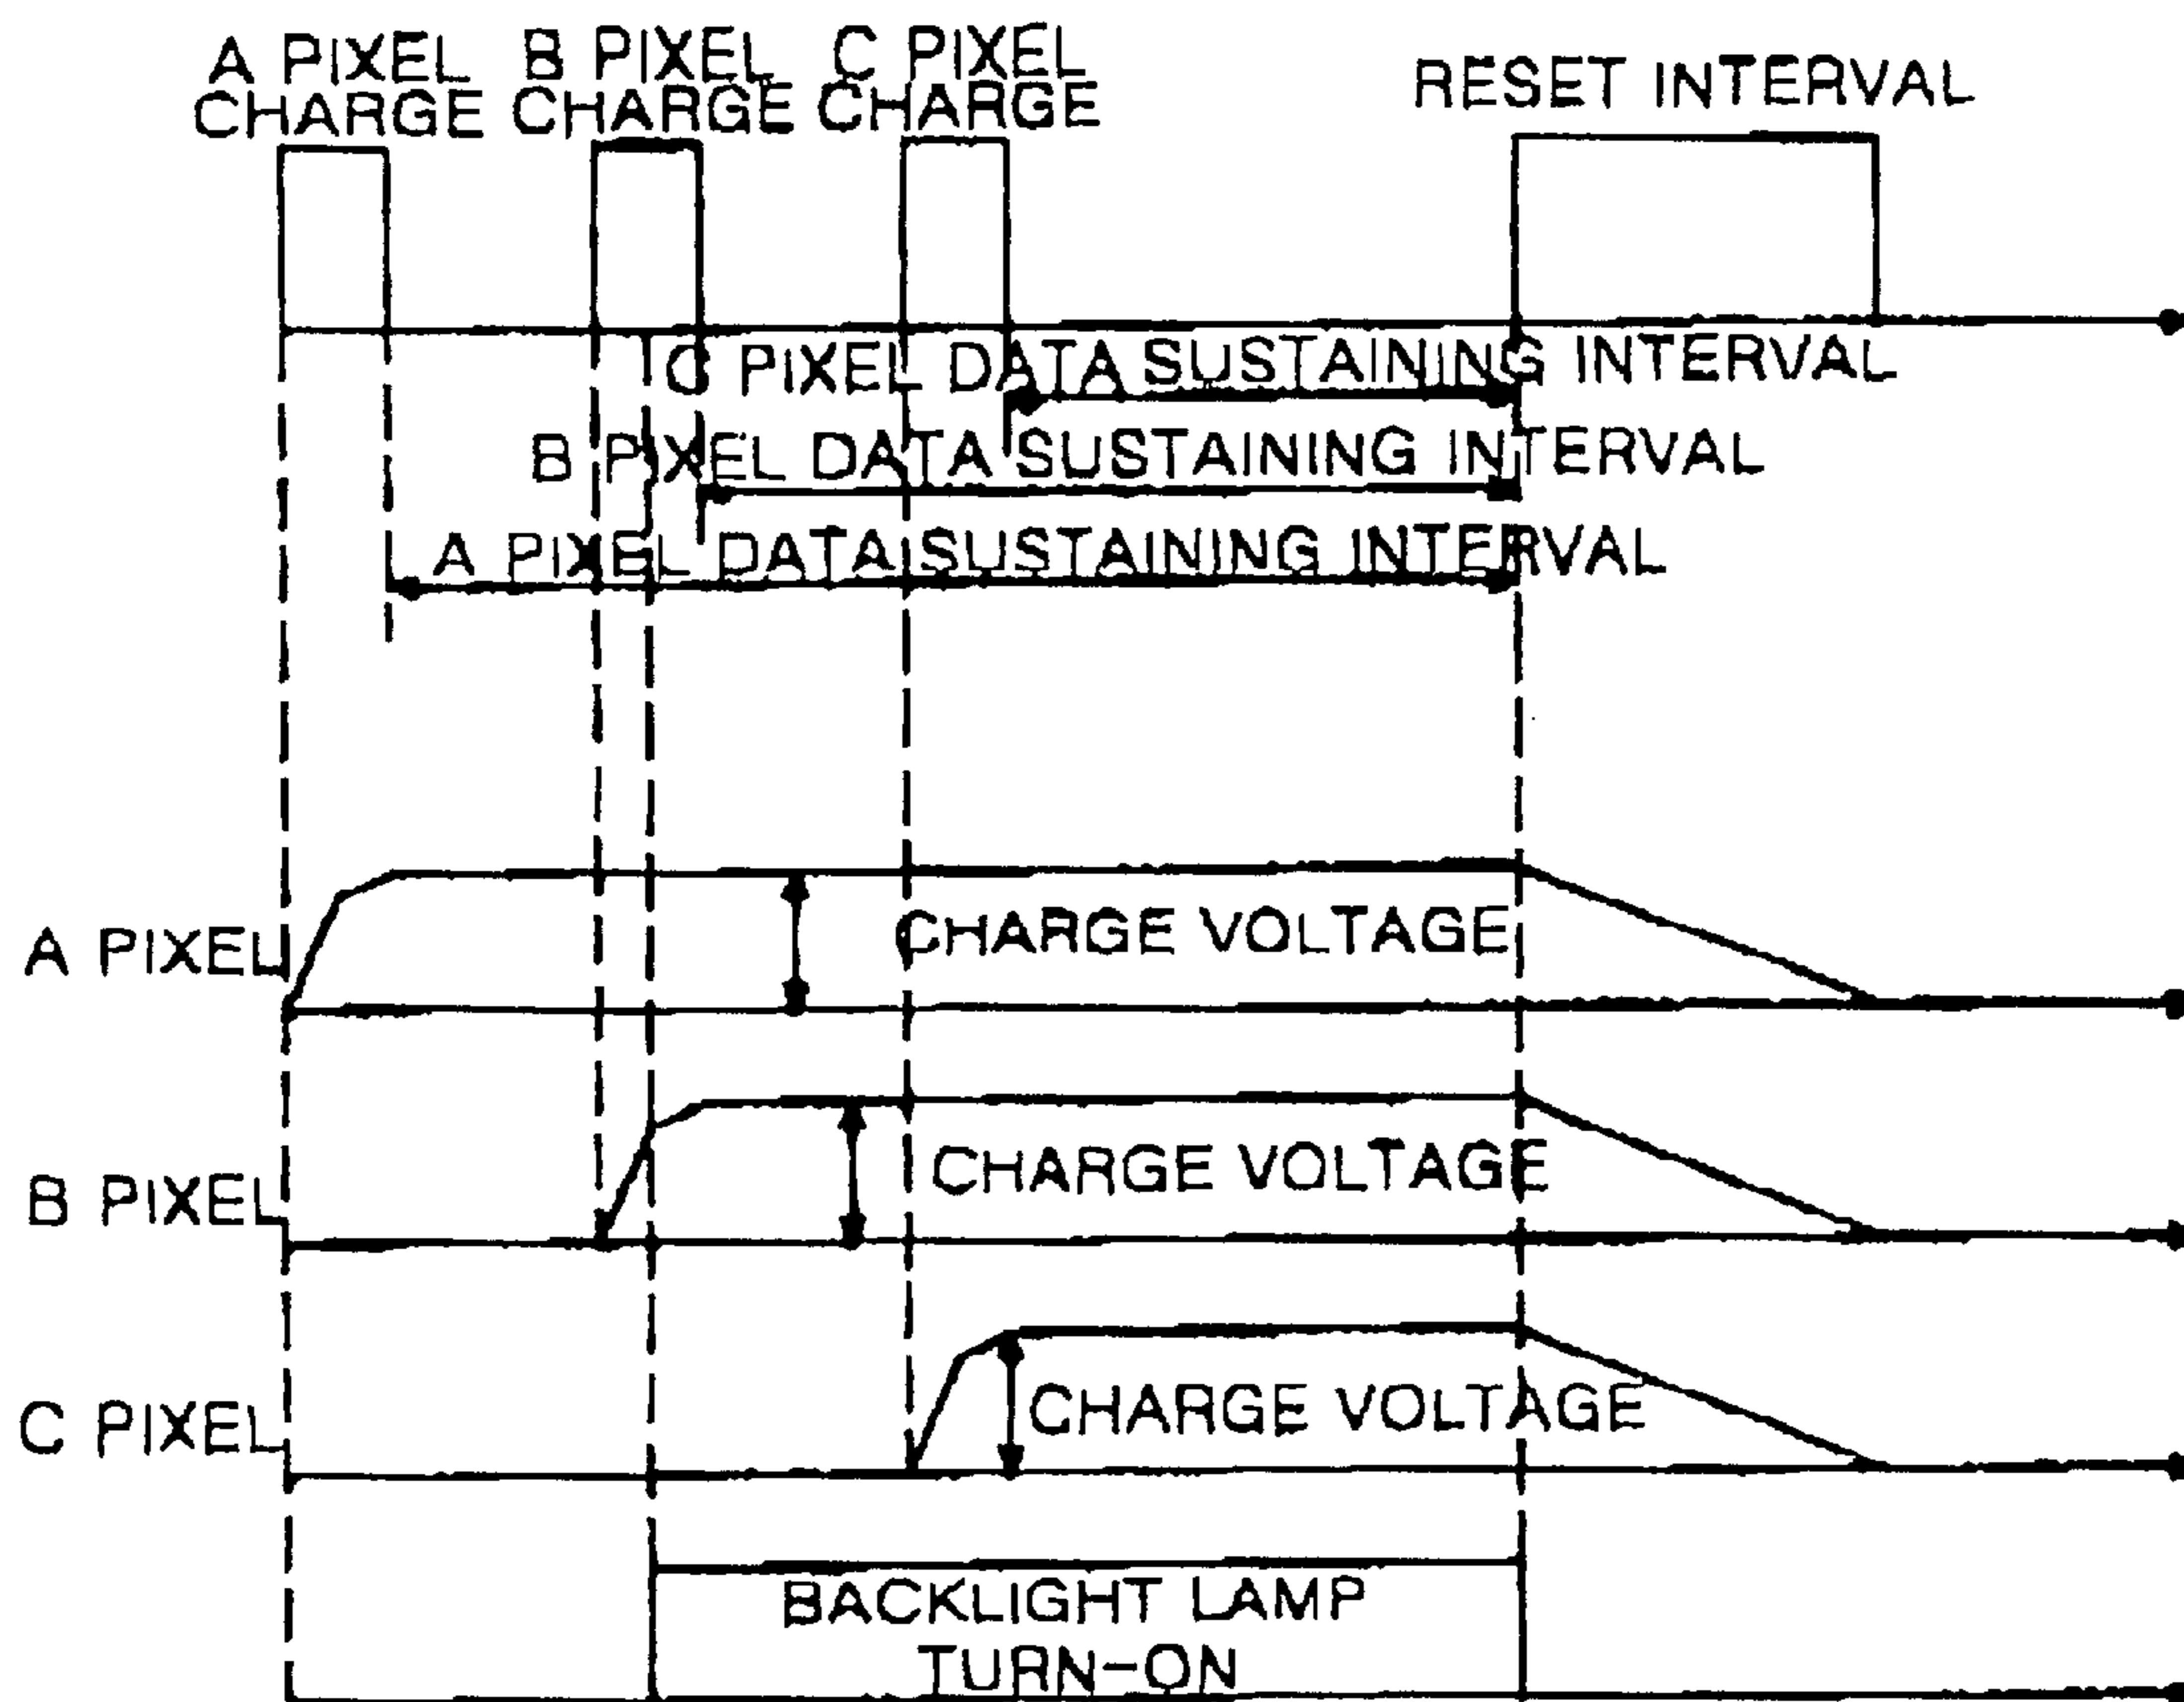 A PIXEL
CHARGE
B PIXEL
CHARGE
C PIXEL
CHARGE
RESET INTERVAL
C PIXEL DATA SUSTAINING INTERVAL
B PIXEL DATA SUSTAINING INTERVAL
A PIXEL DATA SUSTAINING INTERVAL
A PIXEL
CHARGE VOLTAGE
B PIXEL
CHARGE VOLTAGE
C PIXEL
CHARGE VOLTAGE
BACKLIGHT LAMP
TURN-ON